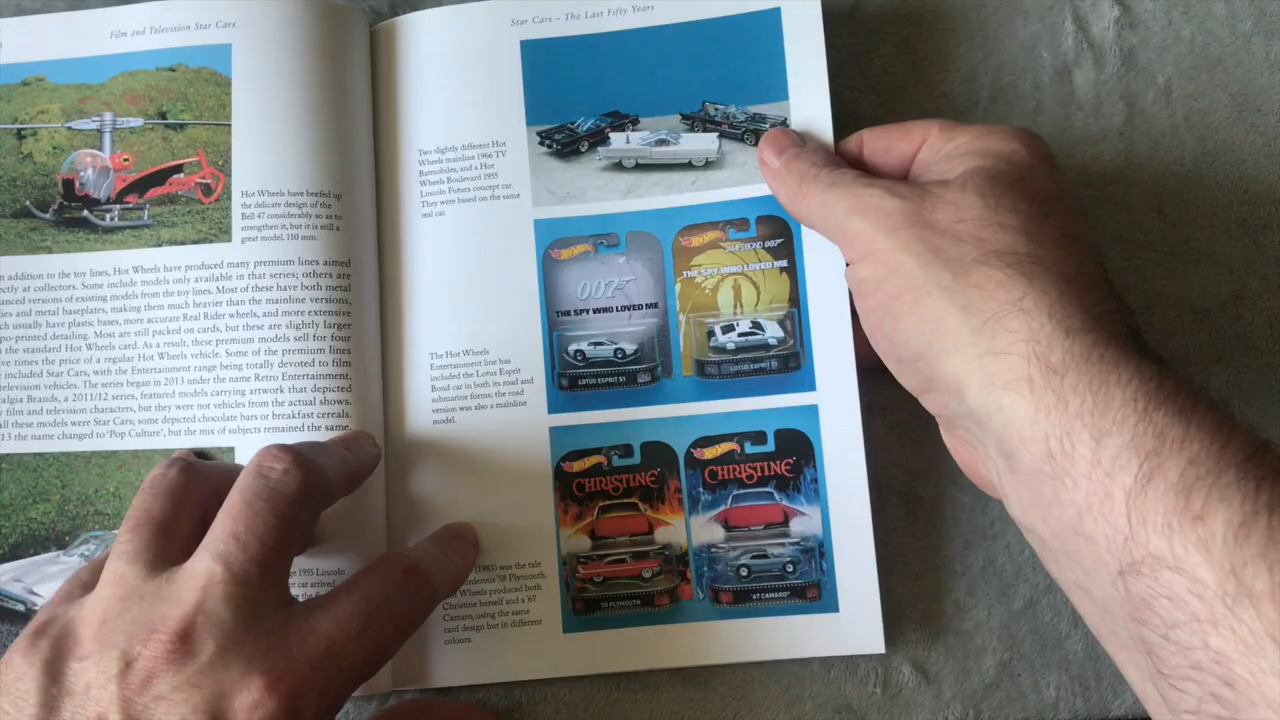 Film and Television Star Cars
Hot Wheels have beefed up
the delicate design of the
Bell 47 considerably so as to
strengthen it, but it is still a
great model. 110 mm.
n addition to the toy lines, Hot Wheels have produced many premium lines aimed
ectly at collectors. Some include models only available in that series; others are
anced versions of existing models from the toy lines. Most of these have both metal
ies and metal baseplates, making them much heavier than the mainline versions,
ch usually have plastic bases, more accurate Real Rider wheels, and more extensive
po-printed detailing. Most are still packed on cards, but these are slightly larger
n the standard Hot Wheels card. As a result, these premium models sell for four
ve times the price of a regular Hot Wheels vehicle. Some of the premium lines
e included Star Cars, with the Entertainment range being totally devoted to film
television vehicles. The series began in 2013 under the name Retro Entertainment.
algia Brands, a 2011/12 series, featured models carrying artwork that depicted
y film and television characters, but they were not vehicles from the actual shows.
all these models were Star Cars; some depicted chocolate bars or breakfast cereals.
13 the name changed to 'Pop Culture', but the mix of subjects remained the same.
ge 1955 Lincoln
pt car arrived
Star Cars – The Last Fifty Years
Two slightly different Hot
Wheels mainline 1966 TV
Batmobiles, and a Hot
Wheels Boulevard 1955
Lincoln Futura concept car.
They were based on the same
real car.
Hot Wheels
007
THE SPY WHO LOVED ME
LOTUS ESPRIT S1
Hot Wheels
JAMES BOND 007
THE SPY WHO LOVED ME
LOTUS ESPRIT S1
The Hot Wheels
Entertainment line has
included the Lotus Esprit
Bond car in both its road and
submarine forms; the road
version was also a mainline
model.
Hot Wheels
CHRISTINE
'58 PLYMOUTH
Hot Wheels
CHRISTINE
'67 CAMARO
(1983) was the tale
urderous '58 Plymouth.
Wheels produced both
Christine herself and a '67
Camaro, using the same
card design but in different
colours.